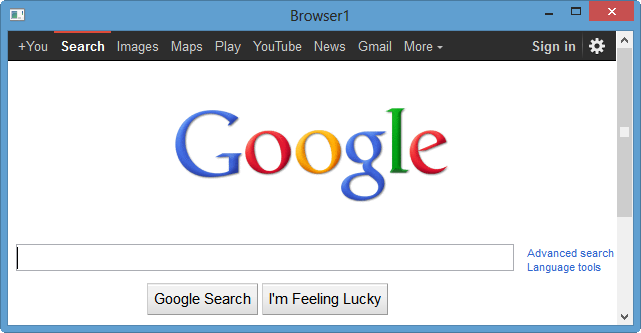 Browser1
+You Search Images Maps Play YouTube News Gmail More Sign in
Google
Advanced search
Language tools
Google Search I'm Feeling Lucky